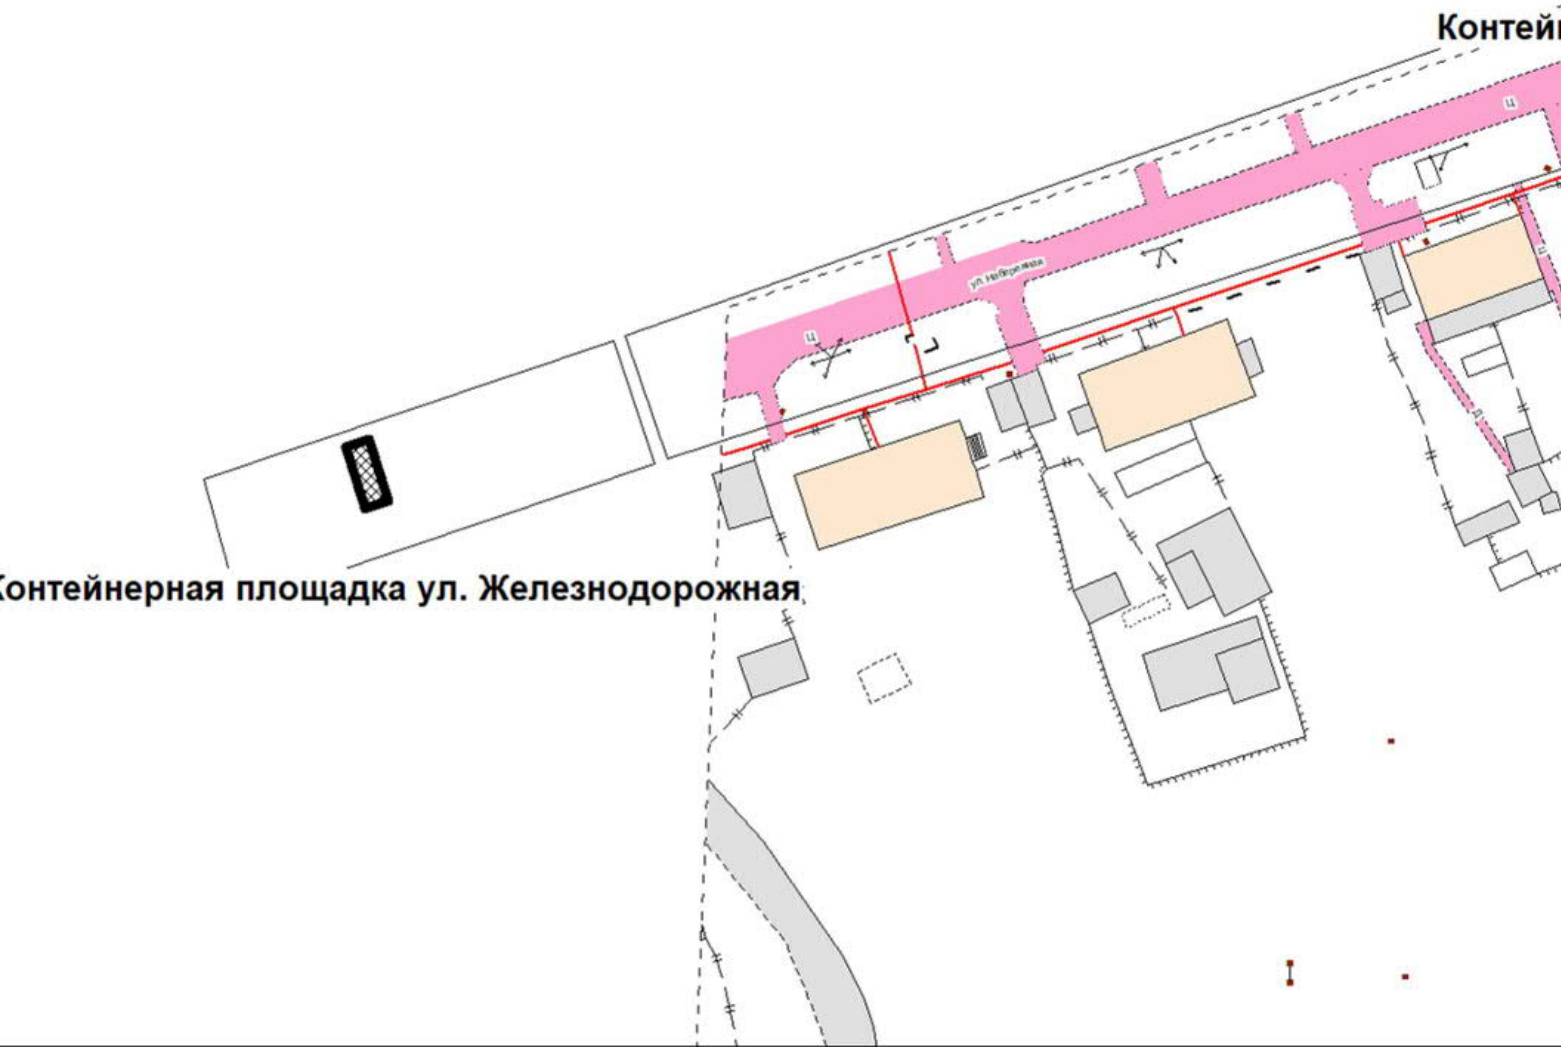 Контей
Ц
ул. Набережная
Ц
Контейнерная площадка ул. Железнодорожная